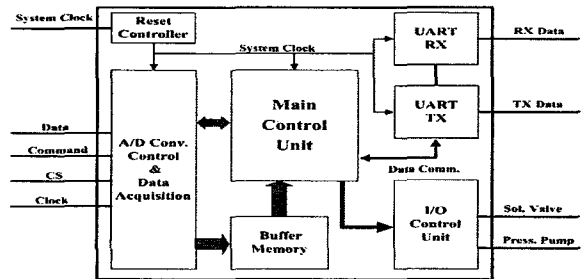 System Clock
Reset
Controller
UART
RX
RX Data
System Clock
Main
Control
Unit
UART
TX
TX Data
Data
Command
CS
Clock
A/D Conv.
Control
&
Data
Acquisition
Data Comm.
Buffer
Memory
I/O
Control
Unit
Sol. Valve
Press. Pump